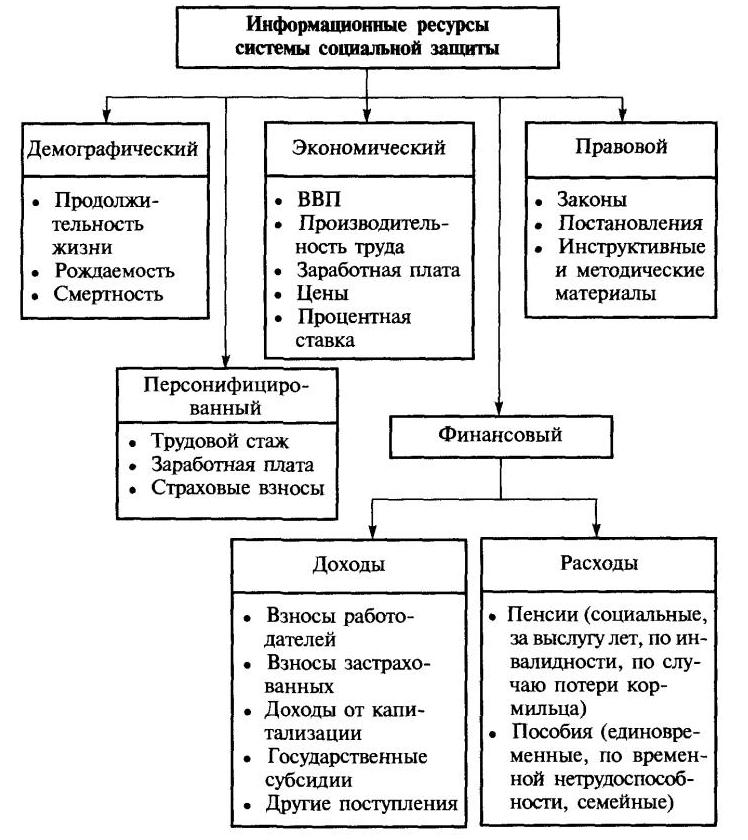 Информационные ресурсы
системы социальной защиты
Демографический
• Продолжи-
тельность
жизни
• Рождаемость
• Смертность
Экономический
• ВВП
• Производитель-
ность труда
• Заработная плата
• Цены
• Процентная
ставка
Правовой
• Законы
• Постановления
• Инструктивные
и методические
материалы
Персонифициро-
ванный
• Трудовой стаж
• Заработная плата
• Страховые взносы
Финансовый
Доходы
• Взносы работо-
дателей
• Взносы застрахо-
ванных
• Доходы от капи-
тализации
• Государственные
субсидии
• Другие поступления
Расходы
• Пенсии (социальные,
за выслугу лет, по ин-
валидности, по слу-
чаю потери кор-
мильца)
• Пособия (единовре-
менные, по времен-
ной нетрудоспособ-
ности, семейные)